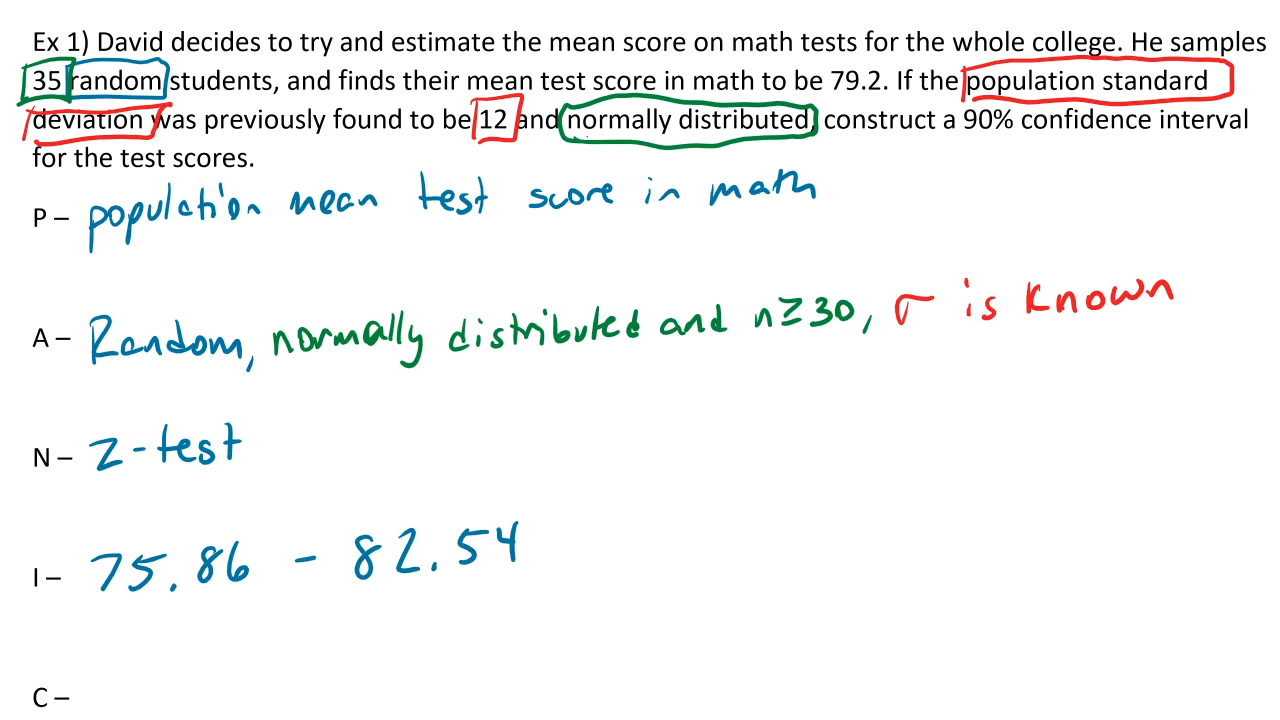 Ex 1) David decides to try and estimate the mean score on math tests for the whole college. He samples
35 random students, and finds their mean test score in math to be 79.2. If the population standard
deviation was previously found to be 12 and normally distributed, construct a 90% confidence interval
for the test scores.
P – population mean test score in math
A – Random, normally distributed and n≥30, σ is known
N – z-test
I – 75.86 - 82.54
C –